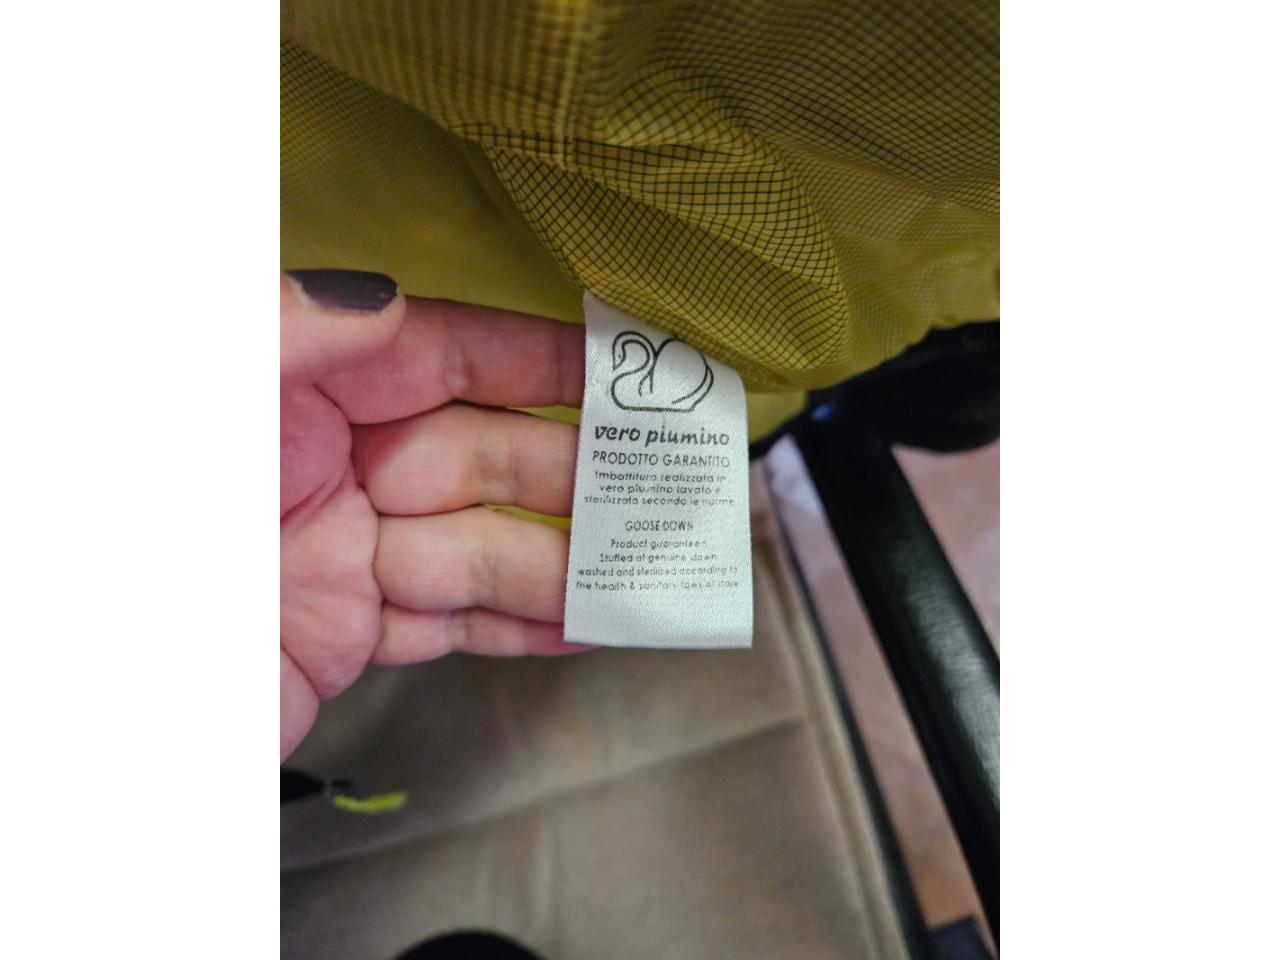 vero piumino
PRODOTTO GARANTITO
Imbottitura realizzata in
vero piumino lavato e
sterilizzato secondo le norme
GOOSE DOWN
Product guaranteen
Stuffed of genuine down
washed and sterilized according to
the health & sanitary laws of state